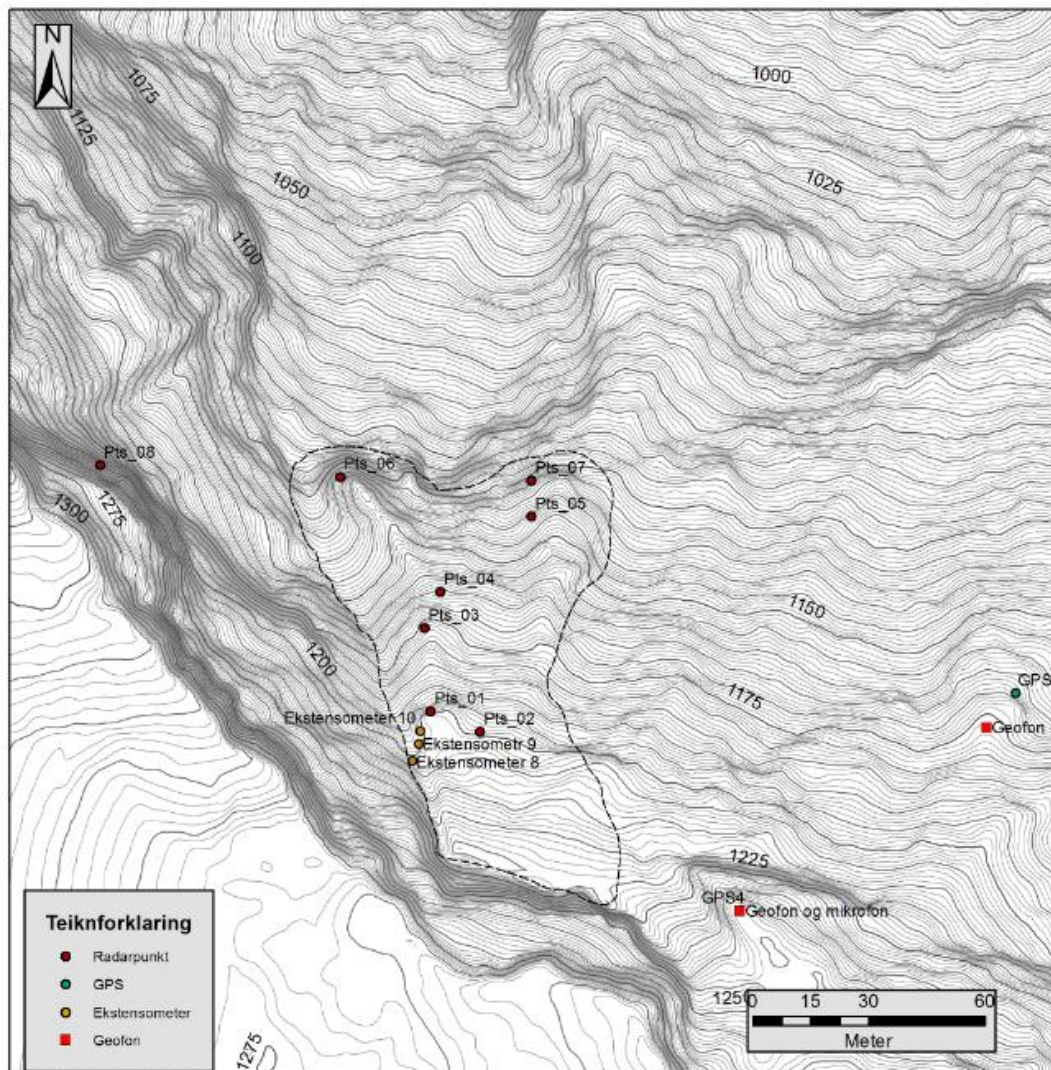 N
1000
1075
1125
1025
1050
1100
Pts_08
Pts_06
Pts_07
1275
1300
Pts_05
Pts_04
1150
Pts_03
1200
1175
GPS
Pts_01
Ekstensometer 10
Pts_02
Geofon
Ekstensometr 9
Ekstensometer 8
1225
GPS4
Geofon og mikrofon
Teiknforklaring
Radarpunkt
GPS
Ekstensometer
Geofon
1250
0 15 30 60
Meter
1275